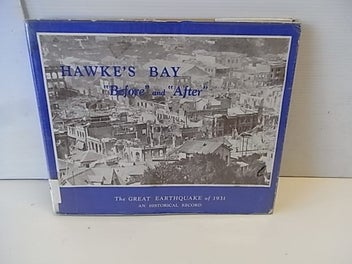 HAWKE'S BAY
"Before" and "After"
The GREAT EARTHQUAKE of 1931
AN HISTORICAL RECORD